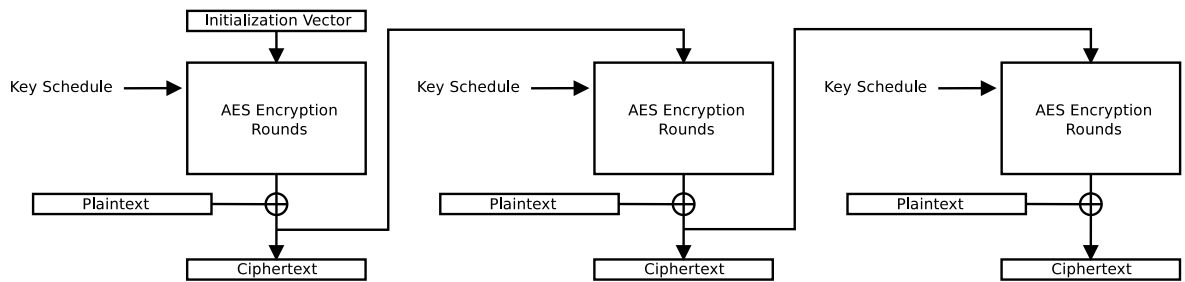 Initialization Vector
Key Schedule
AES Encryption
Rounds
Key Schedule
AES Encryption
Rounds
Key Schedule
AES Encryption
Rounds
Plaintext
Plaintext
Plaintext
Ciphertext
Ciphertext
Ciphertext